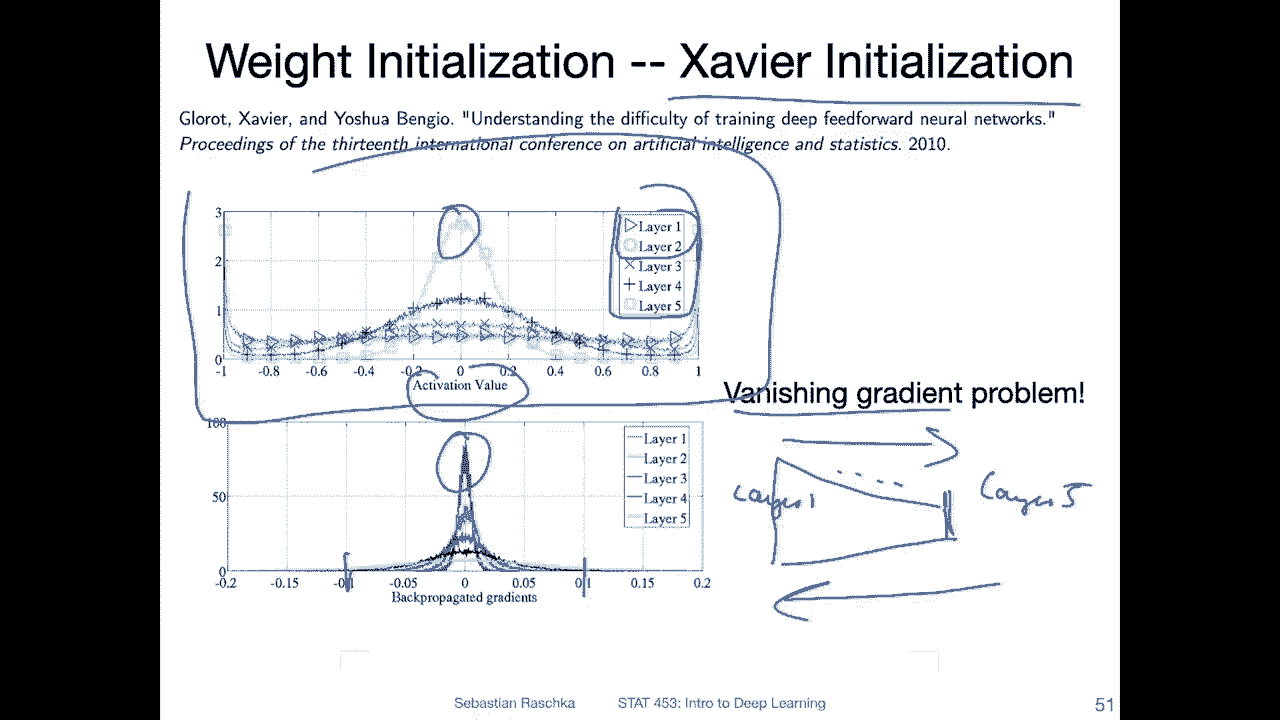 Weight Initialization -- Xavier Initialization
Glorot, Xavier, and Yoshua Bengio. "Understanding the difficulty of training deep feedforward neural networks."
Proceedings of the thirteenth international conference on artificial intelligence and statistics. 2010.
3
2
1
0
Layer 1
Layer 2
Layer 3
Layer 4
Layer 5
-1 -0.8 -0.6 -0.4 -0.2 0 0.2 0.4 0.6 0.8 1
Activation Value
Vanishing gradient problem!
100
50
0
Layer 1
Layer 2
Layer 3
Layer 4
Layer 5
-0.2 -0.15 -0.1 -0.05 0 0.05 0.1 0.15 0.2
Backpropagated gradients
Layer 1
Layer 5
Sebastian Raschka STAT 453: Intro to Deep Learning 51